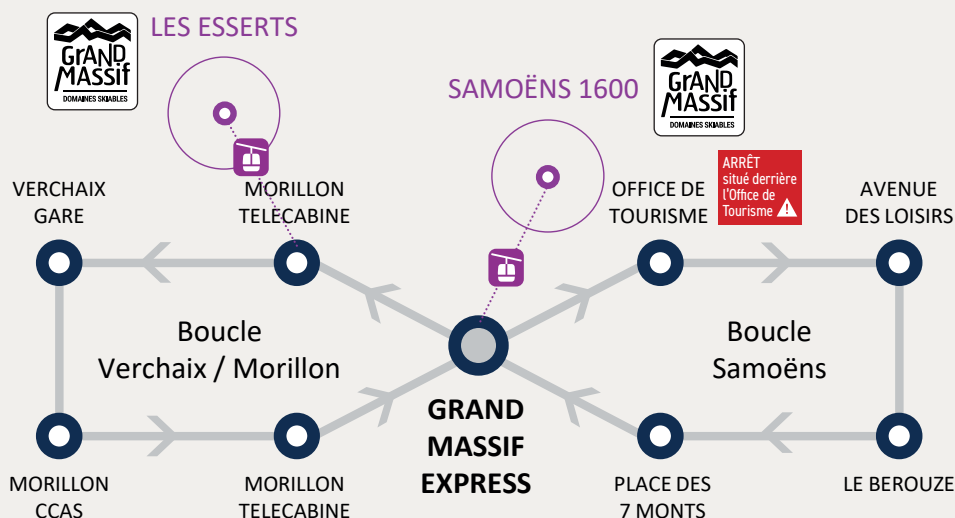 GRAND
MASSIF
DOMAINES SKIABLES
LES ESSERTS
SAMOËNS 1600
GRAND
MASSIF
DOMAINES SKIABLES
VERCHAIX
GARE
MORILLON
TELECABINE
OFFICE DE
TOURISME
ARRÊT
situé derrière
l'Office de
Tourisme
AVENUE
DES LOISIRS
Boucle
Verchaix / Morillon
Boucle
Samoëns
GRAND
MASSIF
EXPRESS
MORILLON
CCAS
MORILLON
TELECABINE
PLACE DES
7 MONTS
LE BEROUZE